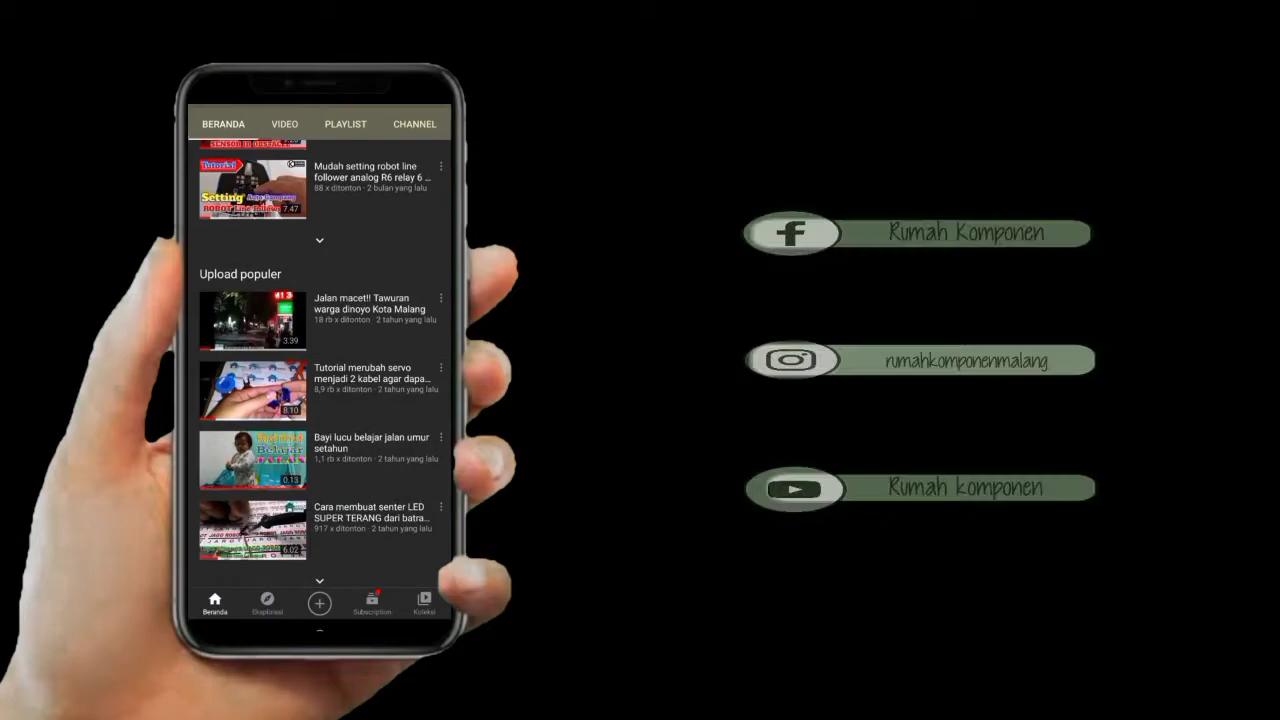 BERANDA VIDEO PLAYLIST CHANNEL
Tutorial
Setting
7.47
Mudah setting robot line
follower analog R6 relay 6 ...
88 x ditonton · 2 bulan yang lalu
Upload populer
3.39
Jalan macet!! Tawuran
warga dinoyo Kota Malang
18 rb x ditonton · 2 tahun yang lalu
8.10
Tutorial merubah servo
menjadi 2 kabel agar dapa...
8,9 rb x ditonton · 2 tahun yang lalu
Belajar
0.13
Bayi lucu belajar jalan umur
setahun
1,1 rb x ditonton · 2 tahun yang lalu
6.02
Cara membuat senter LED
SUPER TERANG dari batra...
917 x ditonton · 2 tahun yang lalu
Beranda Eksplorasi Subscription Koleksi
f Rumah Komponen
rumahkomponenmalang
Rumah komponen